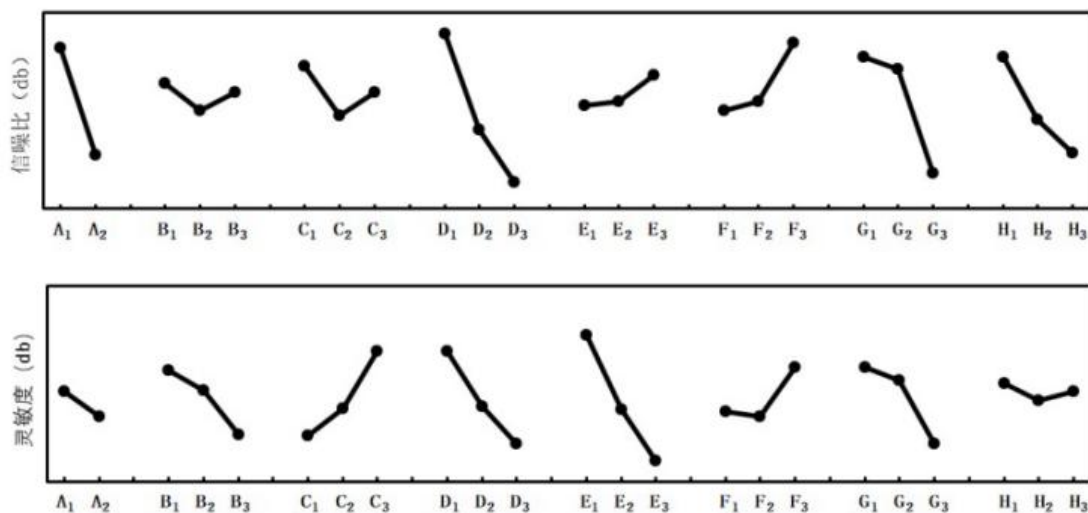 信噪比（db）
A₁ A₂ B₁ B₂ B₃ C₁ C₂ C₃ D₁ D₂ D₃ E₁ E₂ E₃ F₁ F₂ F₃ G₁ G₂ G₃ H₁ H₂ H₃
灵敏度 (db)
A₁ A₂ B₁ B₂ B₃ C₁ C₂ C₃ D₁ D₂ D₃ E₁ E₂ E₃ F₁ F₂ F₃ G₁ G₂ G₃ H₁ H₂ H₃